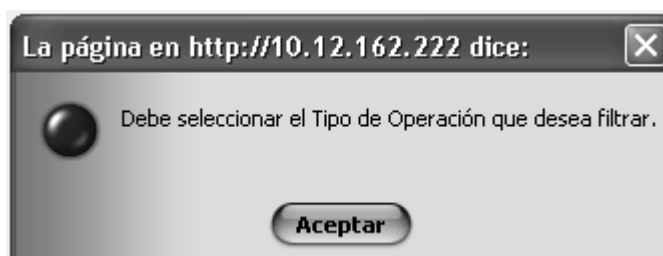 La página en http://10.12.162.222 dice:
Debe seleccionar el Tipo de Operación que desea filtrar.
Aceptar